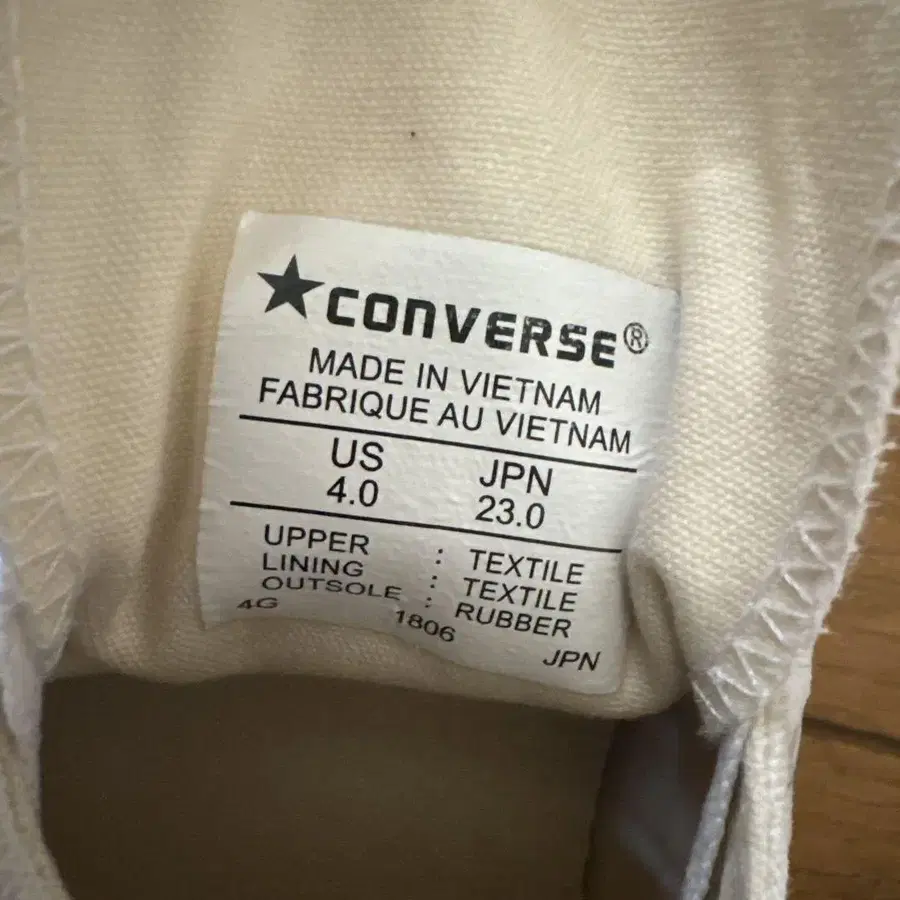 ★CONVERSE®
MADE IN VIETNAM
FABRIQUE AU VIETNAM
US JPN
4.0 23.0
UPPER : TEXTILE
LINING : TEXTILE
OUTSOLE : RUBBER
4G 1806 JPN